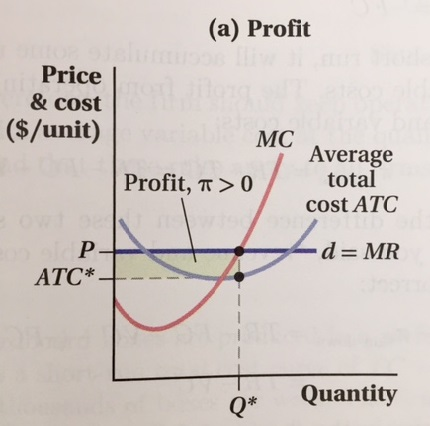 (a) Profit
Price
& cost
($/unit)
MC
Average
total
cost ATC
Profit, π > 0
P
d = MR
ATC*
Quantity
Q*